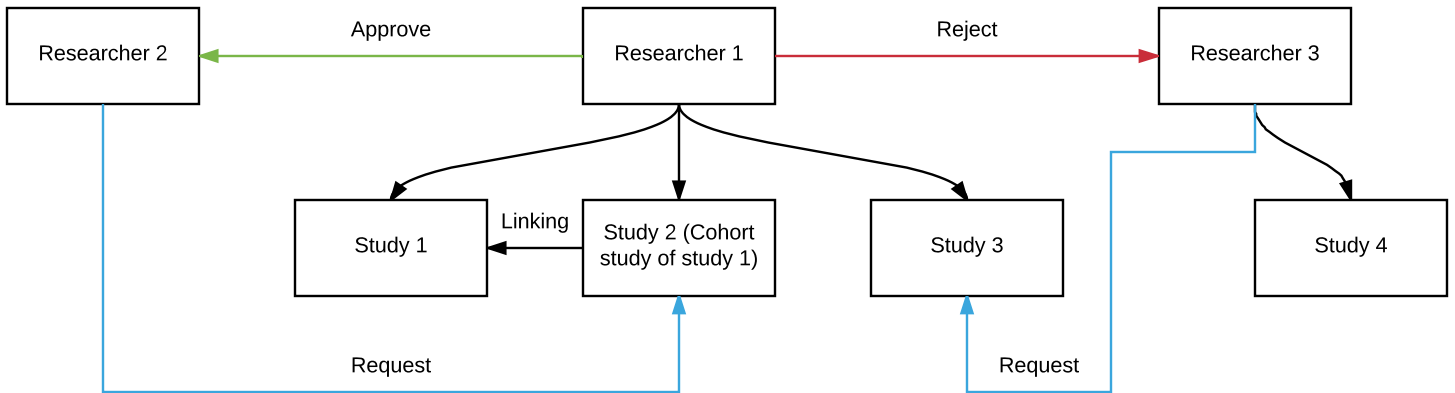 Approve
Reject
Researcher 2
Researcher 1
Researcher 3
Linking
Study 1
Study 2 (Cohort
study of study 1)
Study 3
Study 4
Request
Request